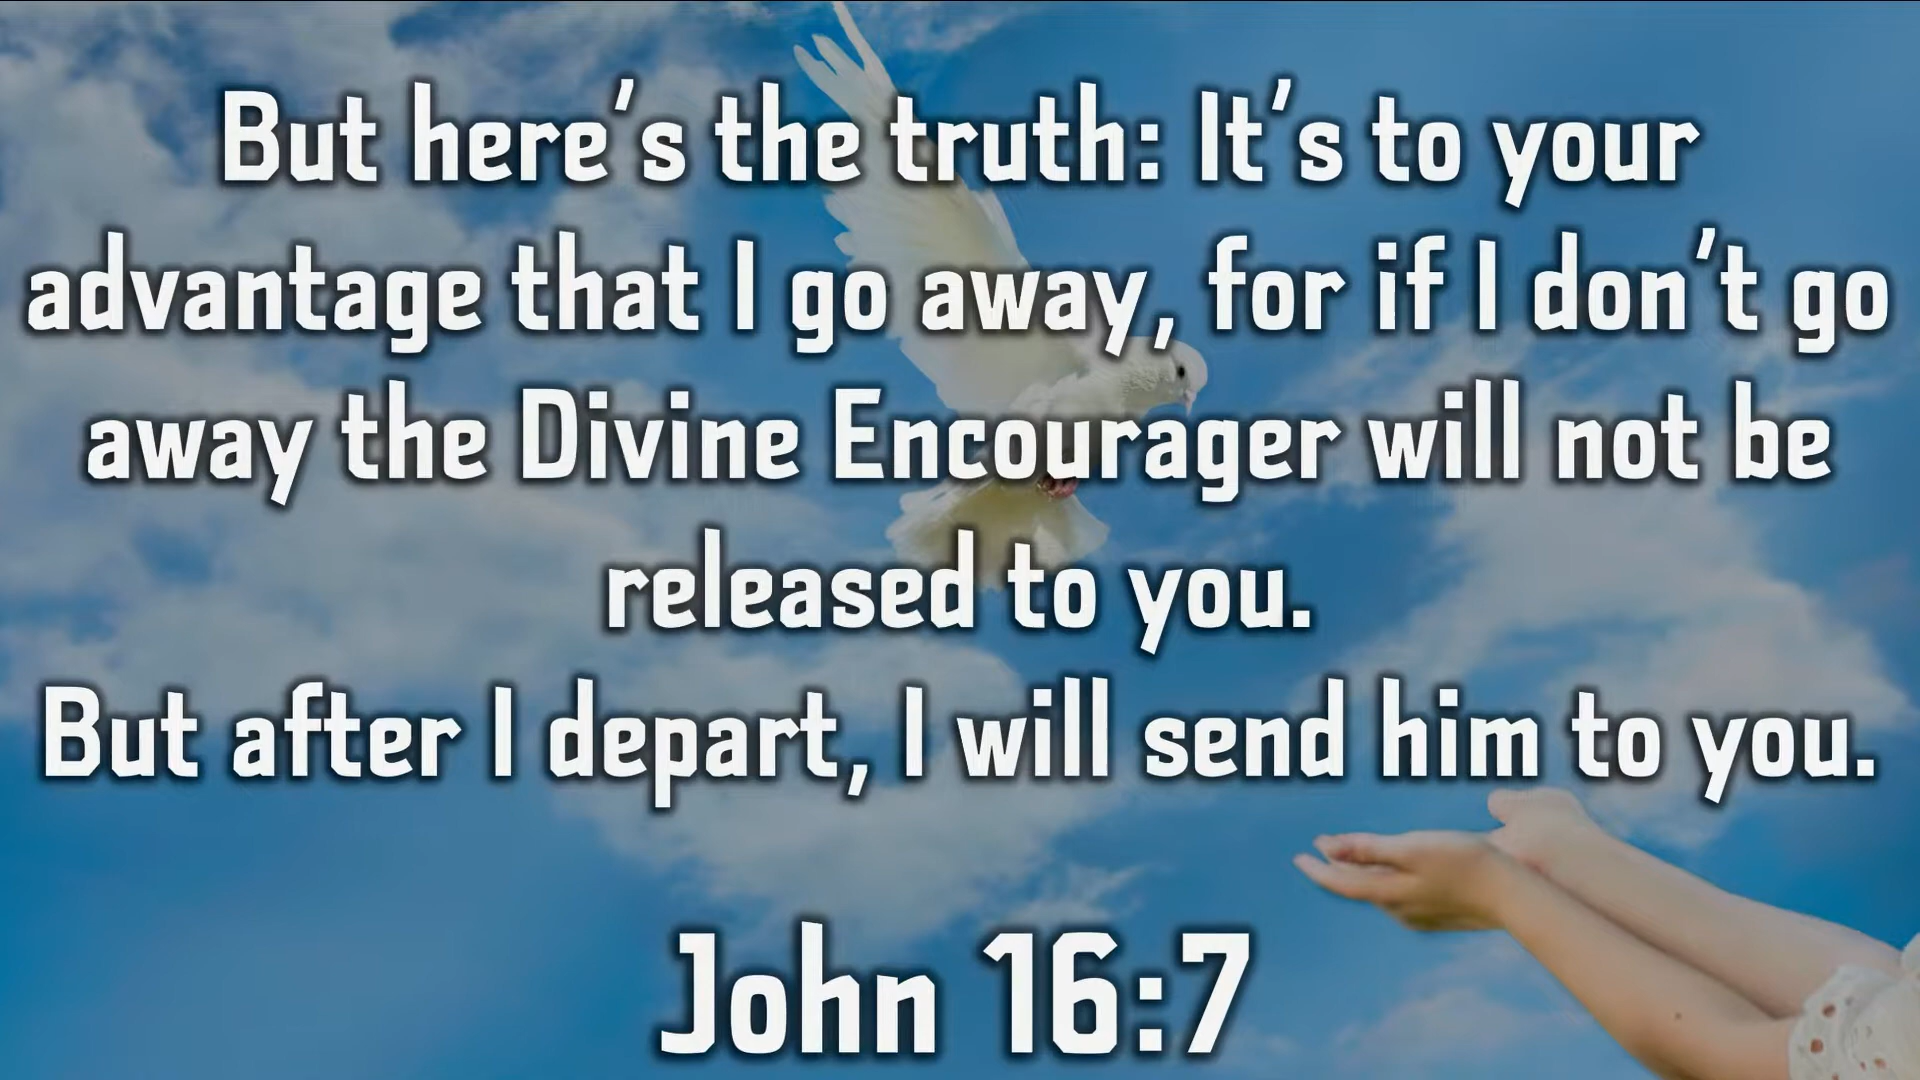 But here’s the truth: It’s to your
advantage that I go away, for if I don’t go
away the Divine Encourager will not be
released to you.
But after I depart, I will send him to you.
John 16:7